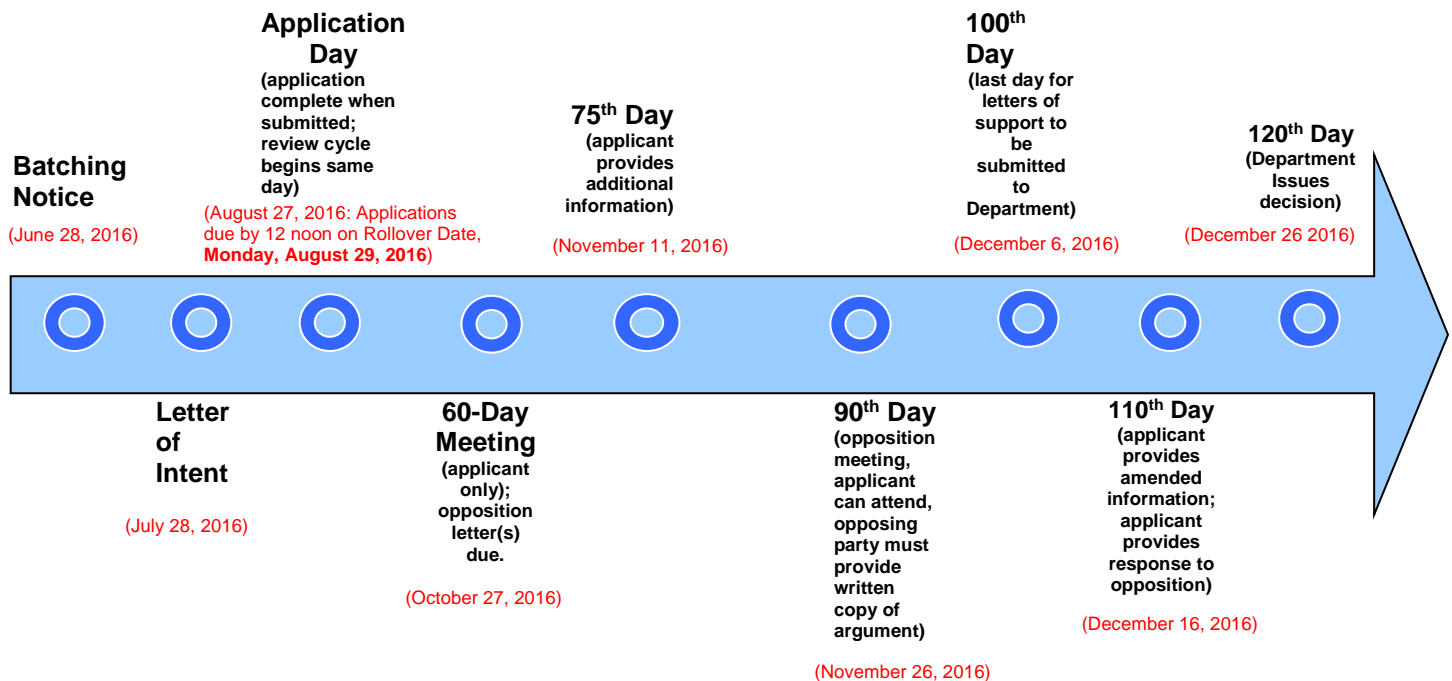 Batching
Notice
(June 28, 2016)
Letter
of
Intent
(July 28, 2016)
Application
Day
(application
complete when
submitted;
review cycle
begins same
day)
(August 27, 2016: Applications
due by 12 noon on Rollover Date,
Monday, August 29, 2016)
60-Day
Meeting
(applicant
only);
opposition
letter(s)
due.
(October 27, 2016)
75th Day
(applicant
provides
additional
information)
(November 11, 2016)
90th Day
(opposition
meeting,
applicant
can attend,
opposing
party must
provide
written
copy of
argument)
(November 26, 2016)
100th
Day
(last day for
letters of
support to
be
submitted
to
Department)
(December 6, 2016)
110th Day
(applicant
provides
amended
information;
applicant
provides
response to
opposition)
(December 16, 2016)
120th Day
(Department
Issues
decision)
(December 26 2016)